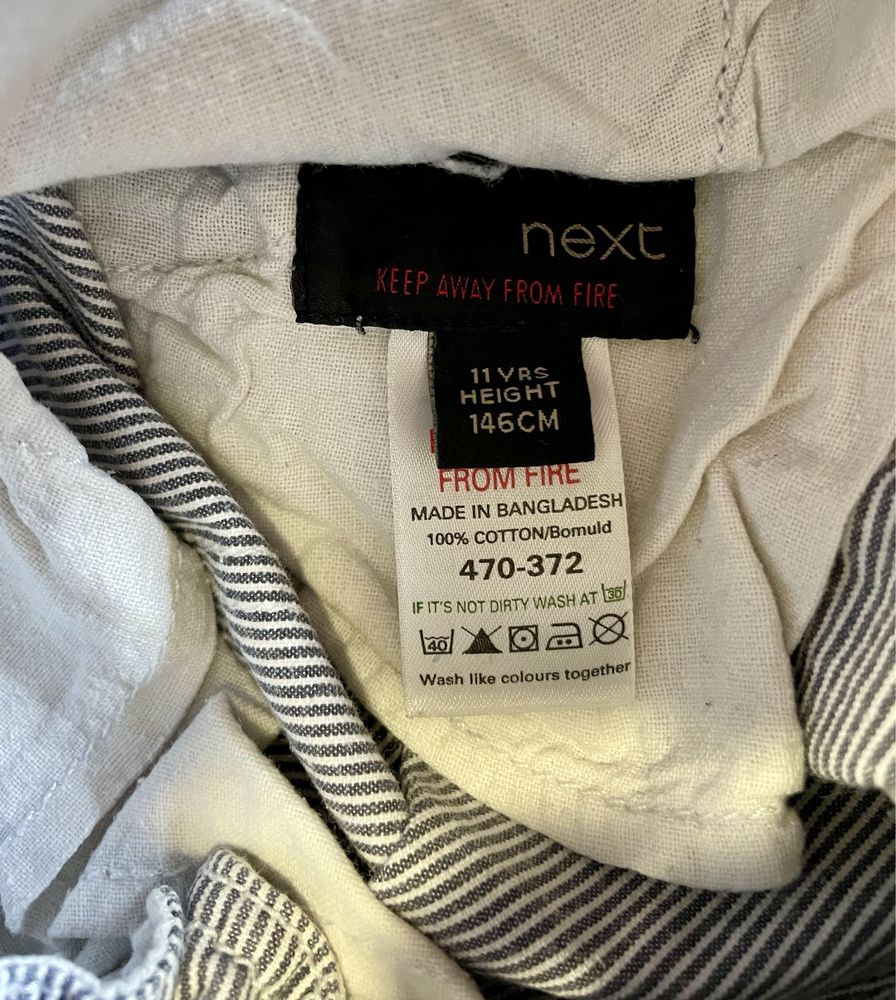 next
KEEP AWAY FROM FIRE
11 YRS
HEIGHT
146CM
FROM FIRE
MADE IN BANGLADESH
100% COTTON/Bomuld
470-372
IF IT'S NOT DIRTY WASH AT 30
40
Wash like colours together